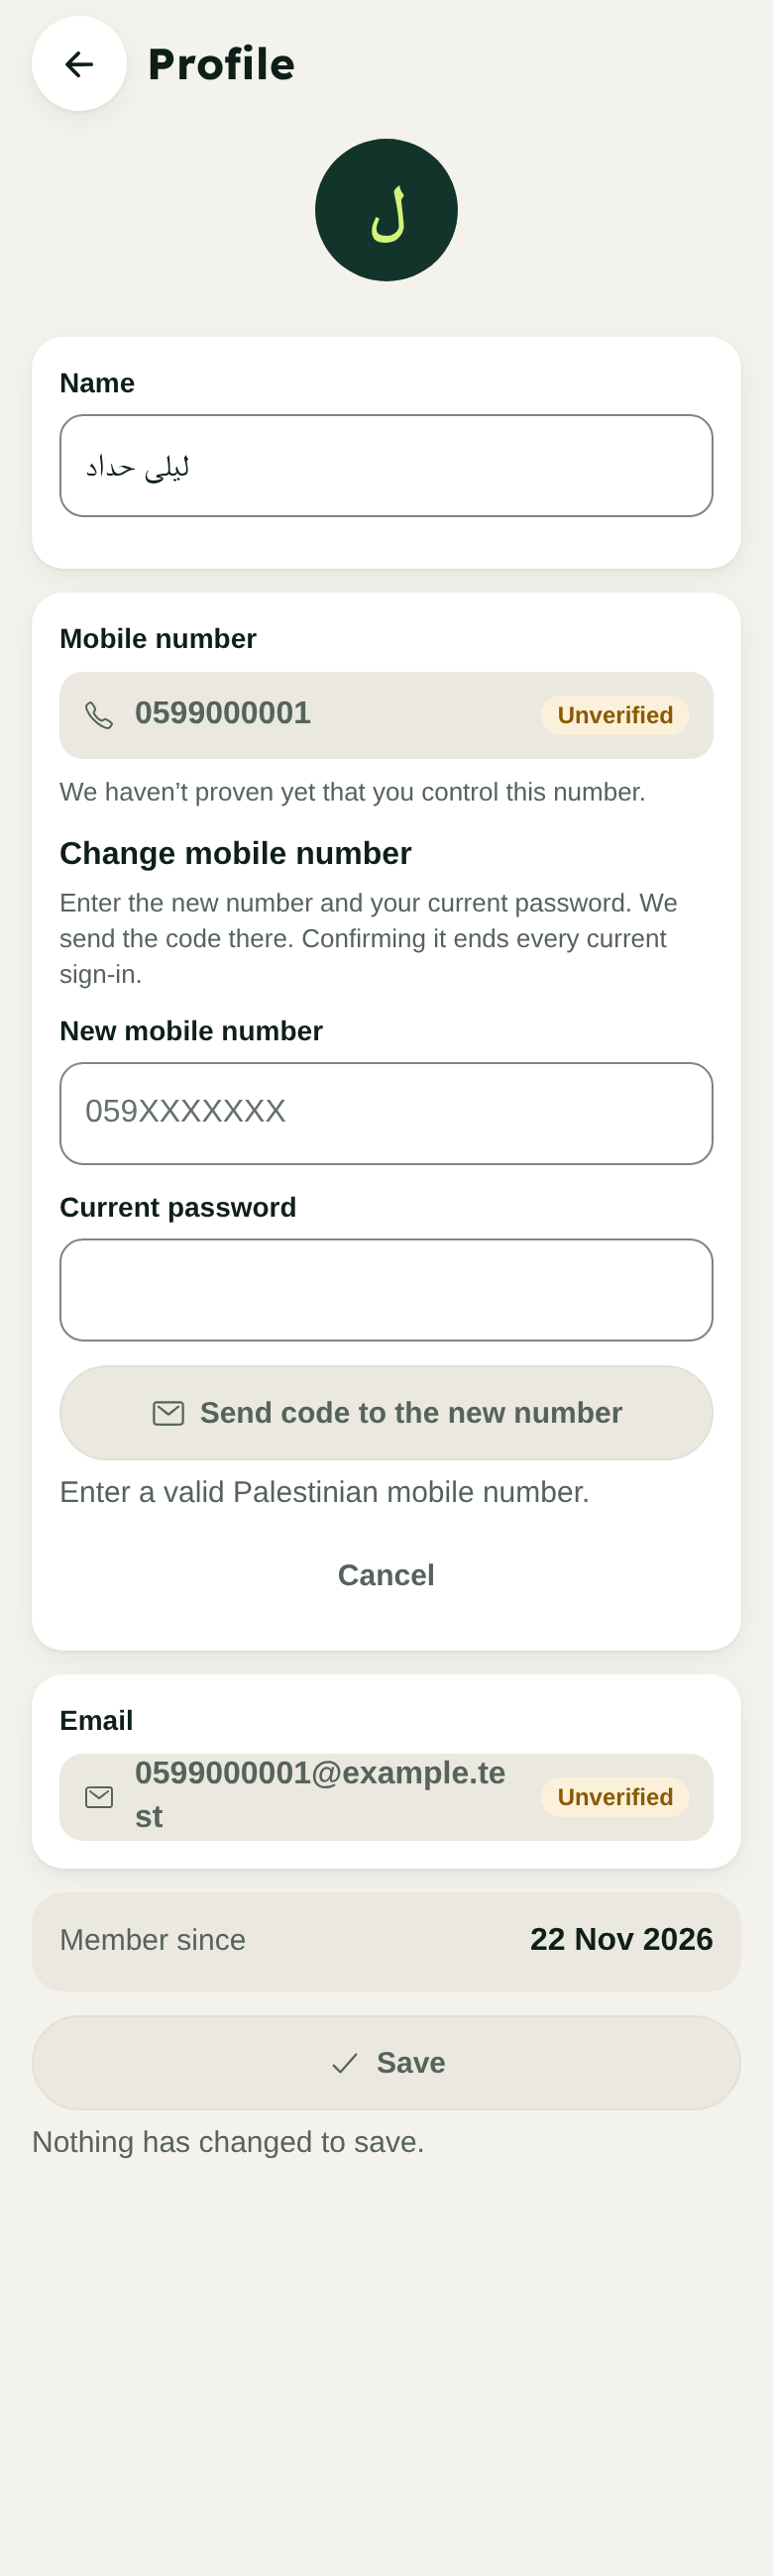 Profile
ل
Name
ليلى حداد
Mobile number
0599000001
Unverified
We haven’t proven yet that you control this number.
Change mobile number
Enter the new number and your current password. We
send the code there. Confirming it ends every current
sign-in.
New mobile number
059XXXXXXX
Current password
Send code to the new number
Enter a valid Palestinian mobile number.
Cancel
Email
0599000001@example.te
st
Unverified
Member since
22 Nov 2026
Save
Nothing has changed to save.